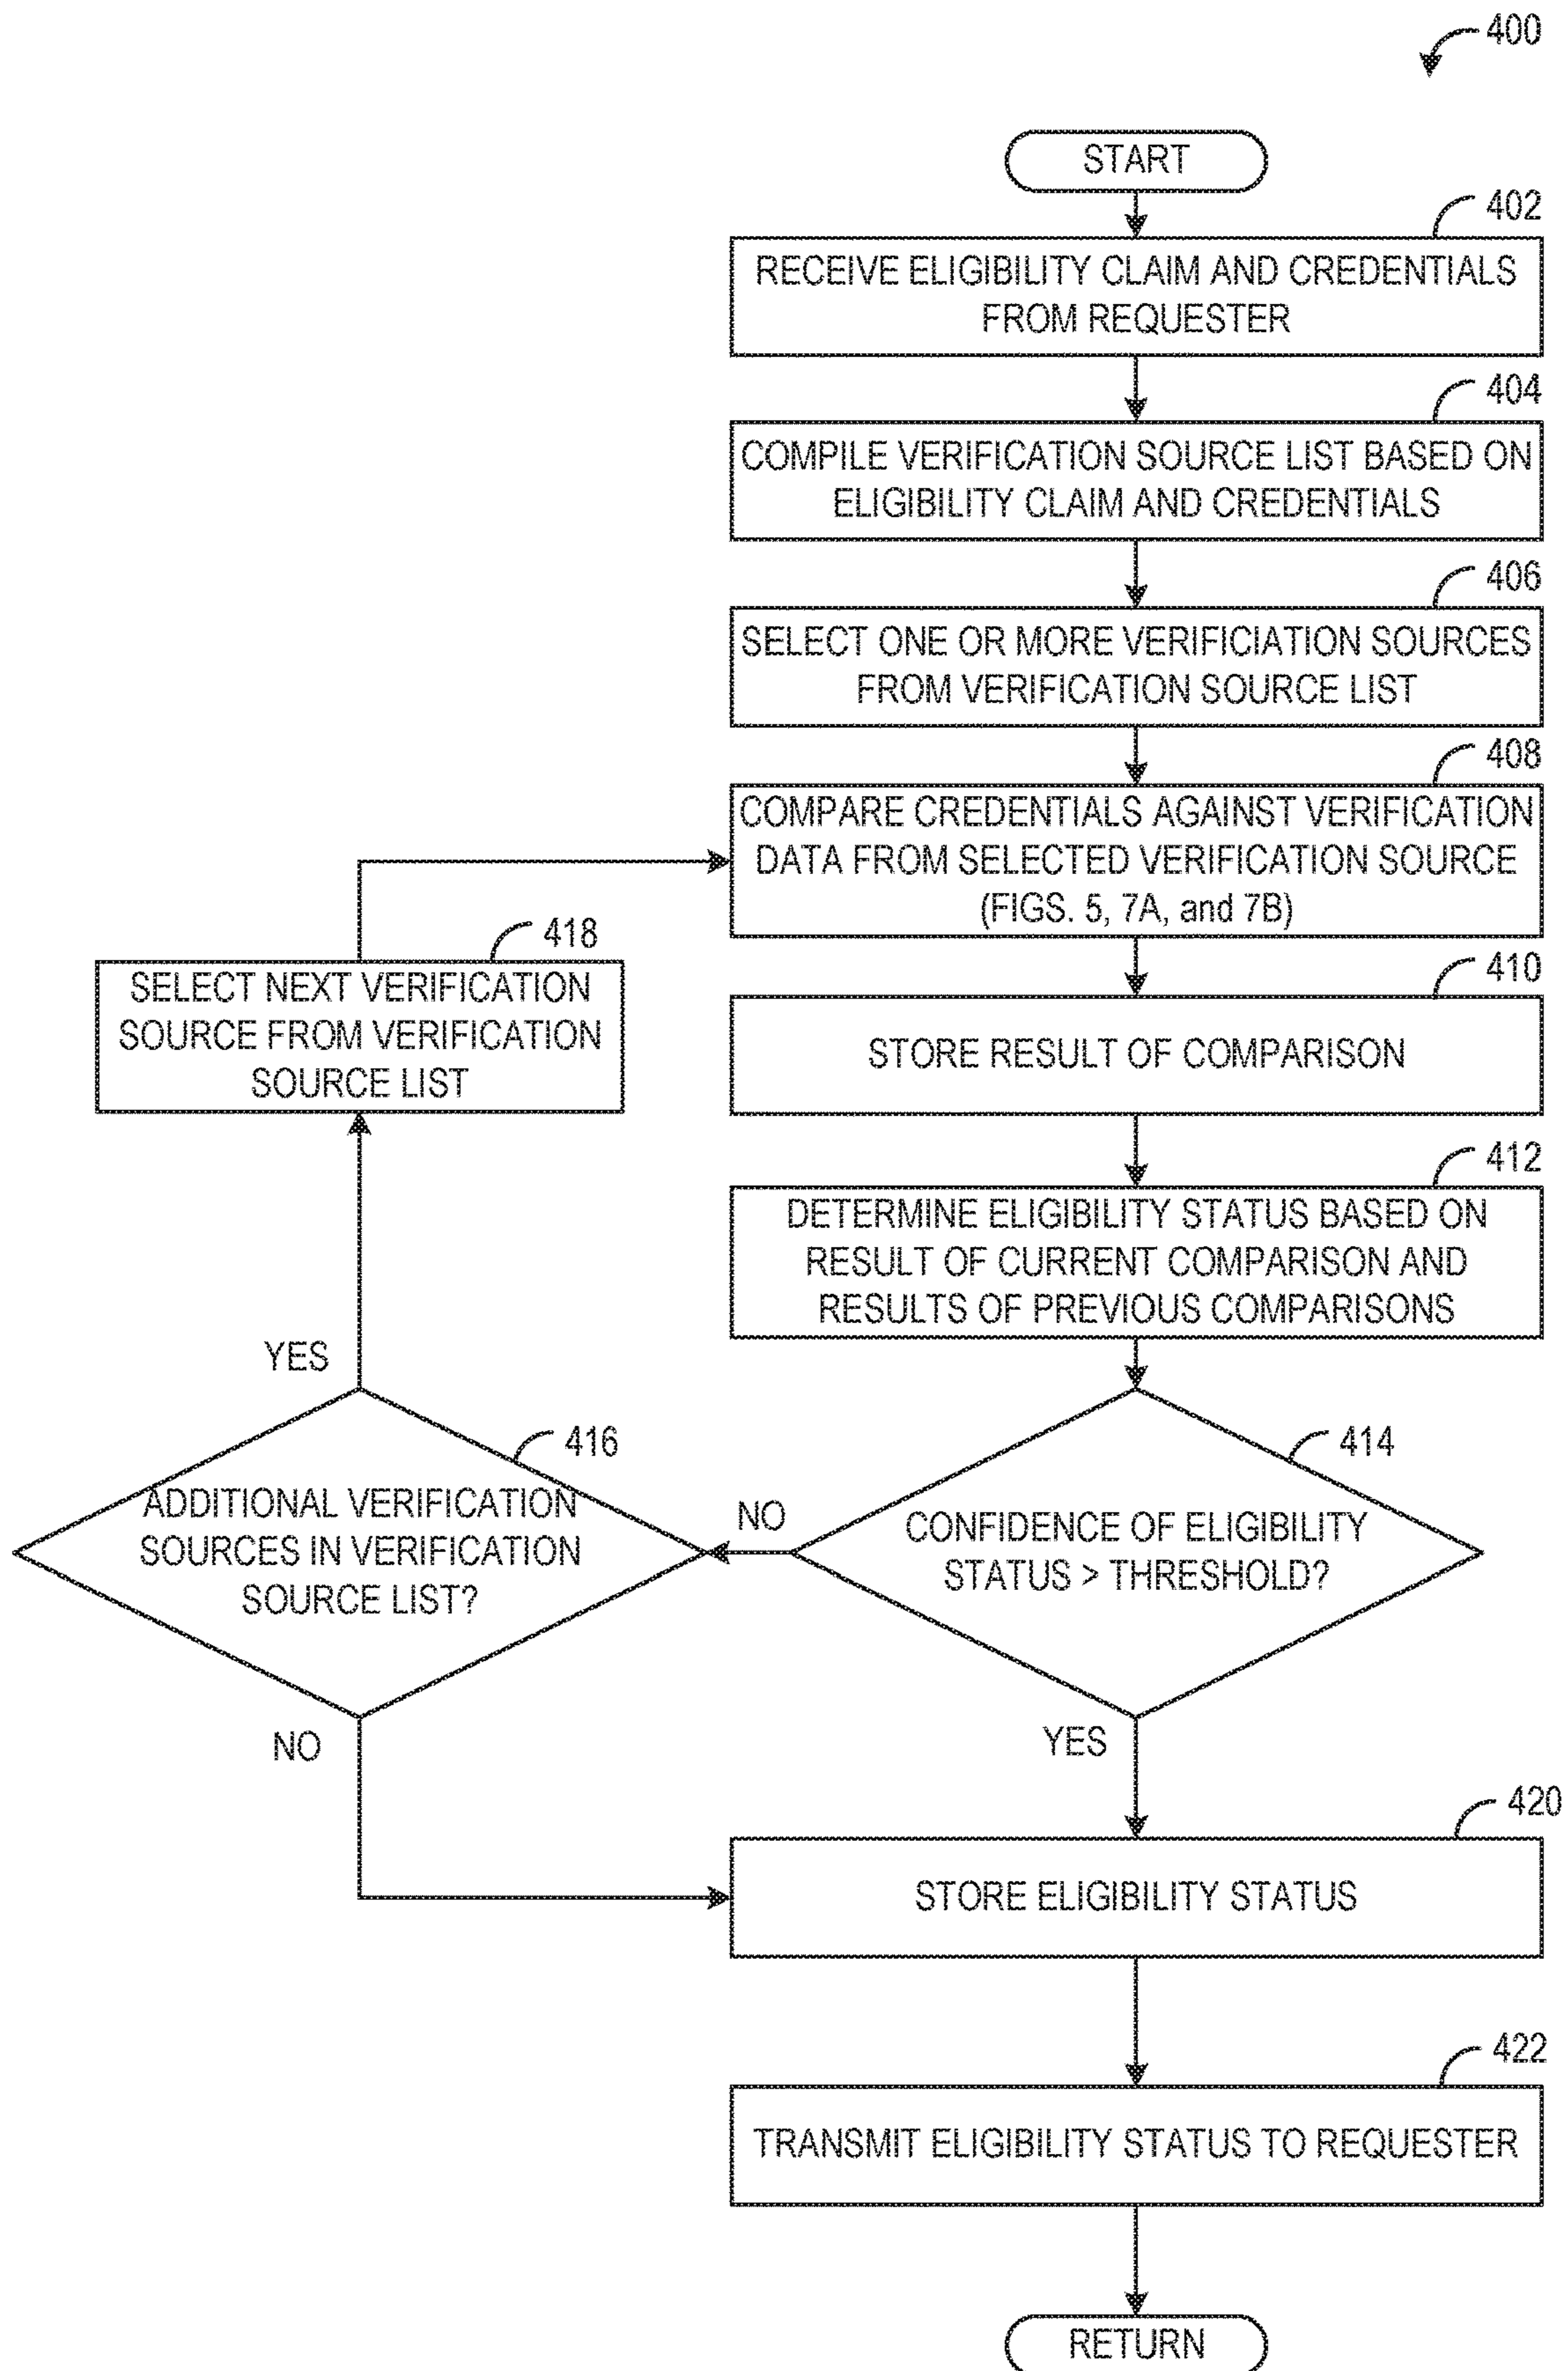 400
START
402
RECEIVE ELIGIBILITY CLAIM AND CREDENTIALS
FROM REQUESTER
404
COMPILE VERIFICATION SOURCE LIST BASED ON
ELIGIBILITY CLAIM AND CREDENTIALS
406
SELECT ONE OR MORE VERIFICIATION SOURCES
FROM VERIFICATION SOURCE LIST
408
COMPARE CREDENTIALS AGAINST VERIFICATION
DATA FROM SELECTED VERIFICATION SOURCE
(FIGS. 5, 7A, and 7B)
418
SELECT NEXT VERIFICATION
SOURCE FROM VERIFICATION
SOURCE LIST
410
STORE RESULT OF COMPARISON
412
DETERMINE ELIGIBILITY STATUS BASED ON
RESULT OF CURRENT COMPARISON AND
RESULTS OF PREVIOUS COMPARISONS
YES
416
ADDITIONAL VERIFICATION
SOURCES IN VERIFICATION
SOURCE LIST?
NO
414
CONFIDENCE OF ELIGIBILITY
STATUS > THRESHOLD?
NO
YES
420
STORE ELIGIBILITY STATUS
422
TRANSMIT ELIGIBILITY STATUS TO REQUESTER
RETURN